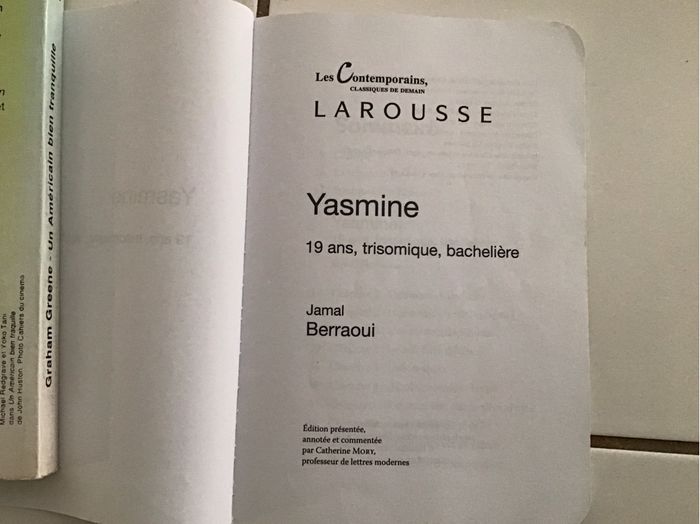 Les Contemporains,
CLASSIQUES DE DEMAIN
LAROUSSE
Yasmine
19 ans, trisomique, bachelière
Jamal
Berraoui
Édition présentée,
annotée et commentée
par Catherine MORY,
professeur de lettres modernes
Graham Greene - Un Américain bien tranquille
Michael Redgrave et Yoko Tani
dans Un Américain bien tranquille
de John Huston. Photo Cahiers du cinéma